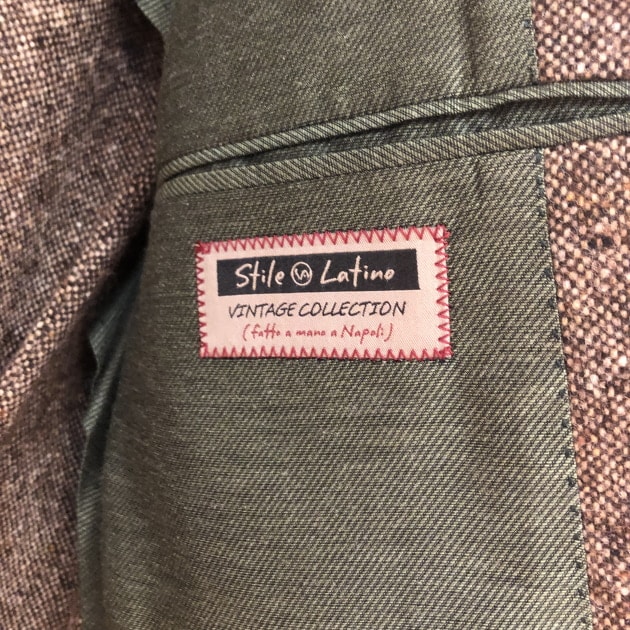 Stile Latino
VINTAGE COLLECTION
(fatto a mano a Napoli)